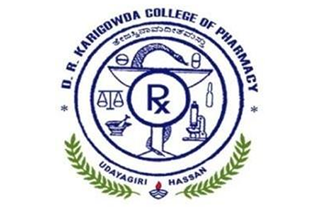 D. R. KARIGOWDA COLLEGE OF PHARMACY
Rx
UDAYAGIRI HASSAN